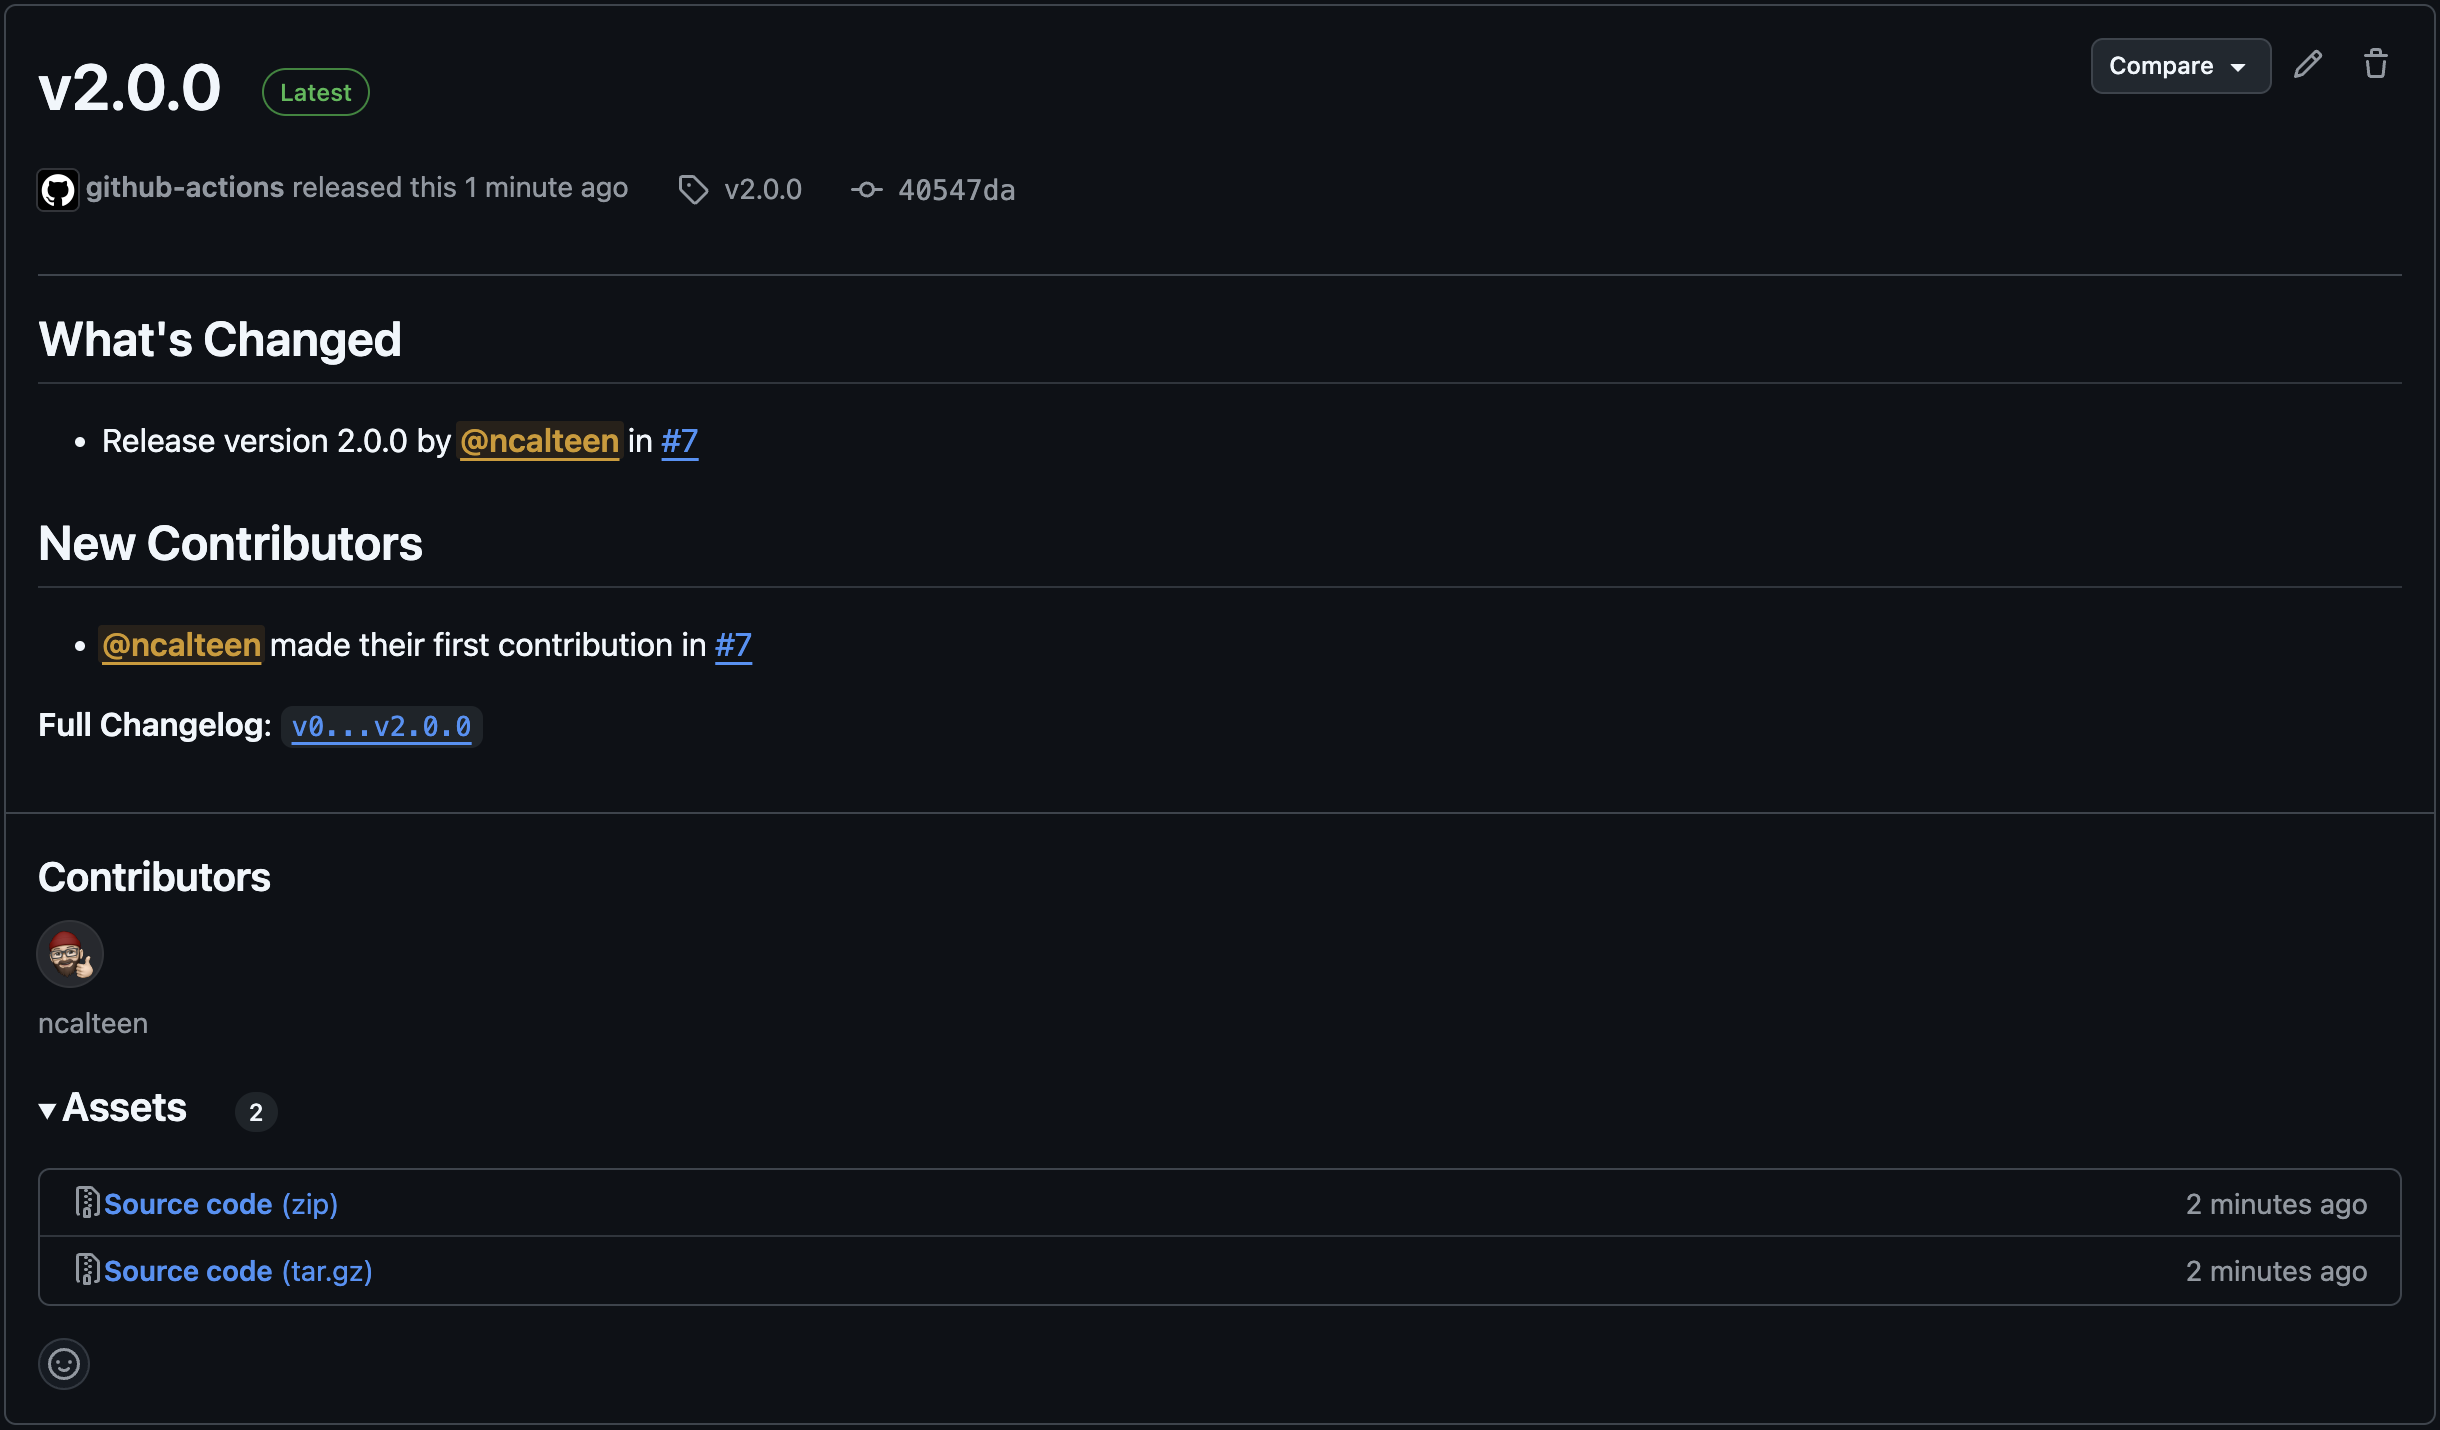 v2.0.0 Latest Compare
github-actions released this 1 minute ago v2.0.0 40547da
What's Changed
• Release version 2.0.0 by @ncalteen in #7
New Contributors
• @ncalteen made their first contribution in #7
Full Changelog: v0...v2.0.0
Contributors
ncalteen
Assets 2
Source code (zip) 2 minutes ago
Source code (tar.gz) 2 minutes ago